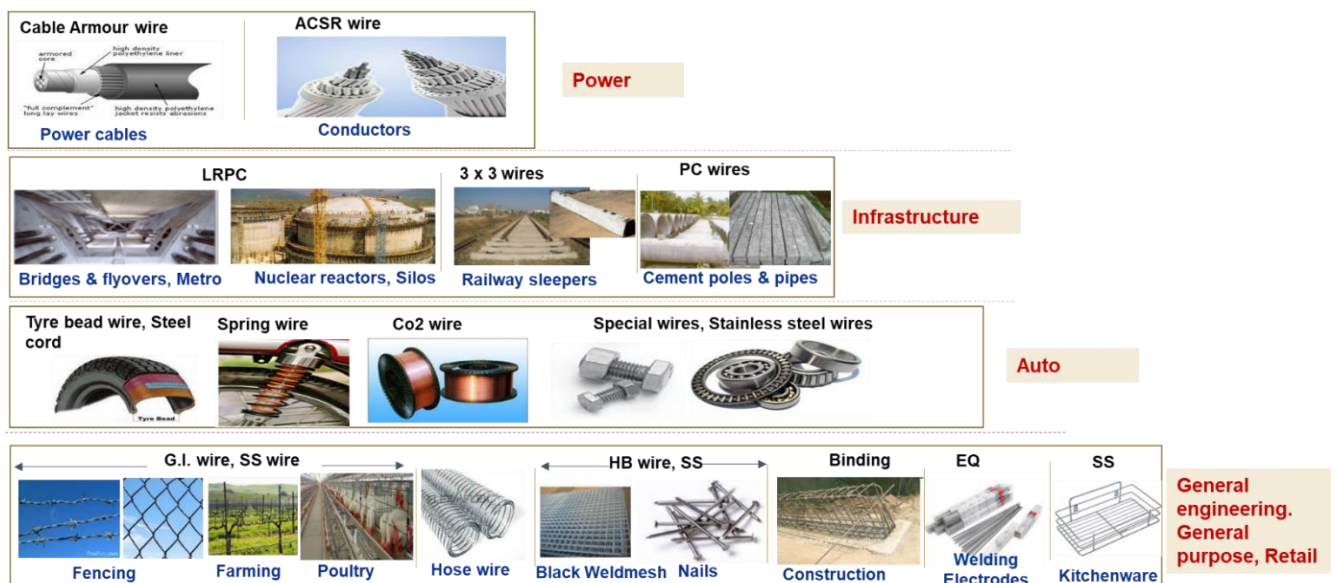 Cable Armour wire
ACSR wire
armored
core
high density
polyethylene liner
"full complement"
long lay wires
high density polyethylene
jacket resists abrasions
Power cables
Conductors
Power
LRPC
3 x 3 wires
PC wires
Bridges & flyovers, Metro
Nuclear reactors, Silos
Railway sleepers
Cement poles & pipes
Infrastructure
Tyre bead wire, Steel
cord
Spring wire
Co2 wire
Special wires, Stainless steel wires
Tyre Bead
Auto
G.I. wire, SS wire
HB wire, SS
Binding
EQ
SS
Fencing
Farming
Poultry
Hose wire
Black Weldmesh
Nails
Construction
Welding
Electrodes
Kitchenware
General
engineering.
General
purpose, Retail